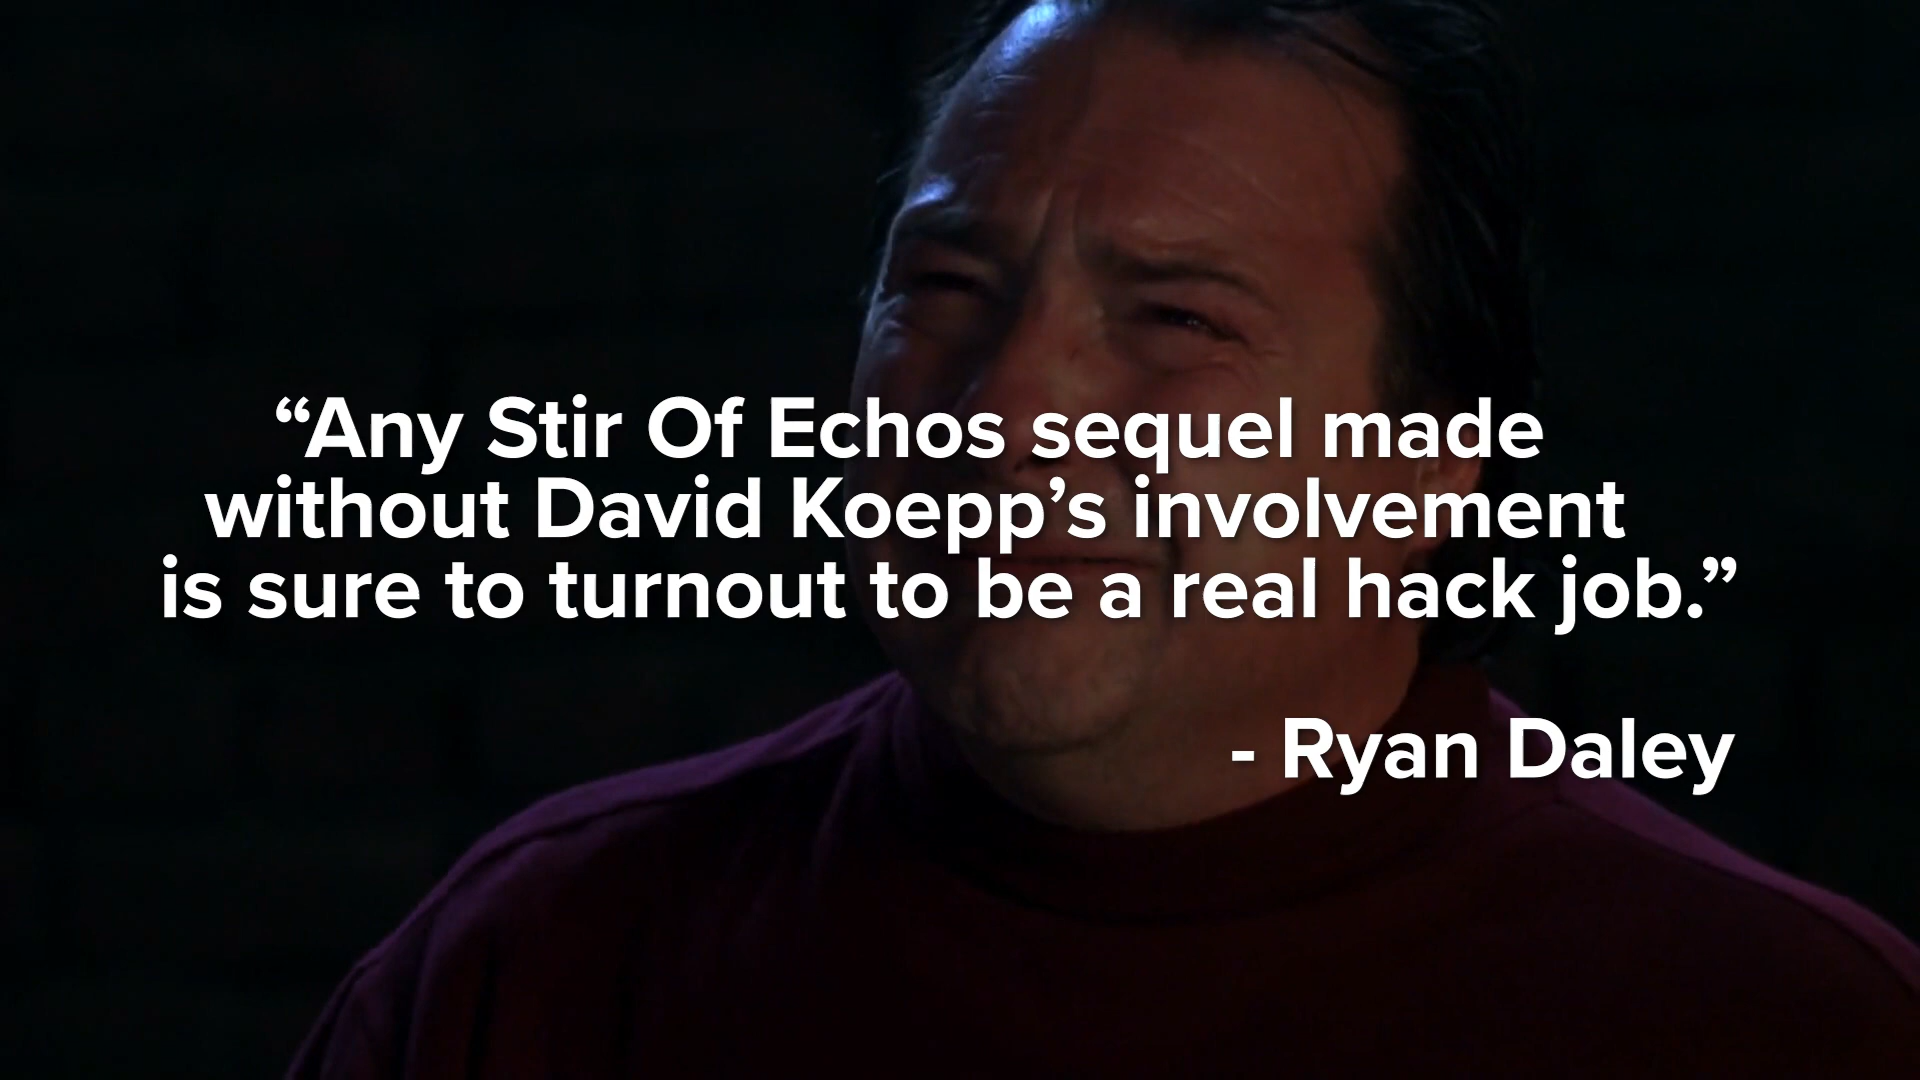 “Any Stir Of Echos sequel made
without David Koepp’s involvement
is sure to turnout to be a real hack job.”
- Ryan Daley